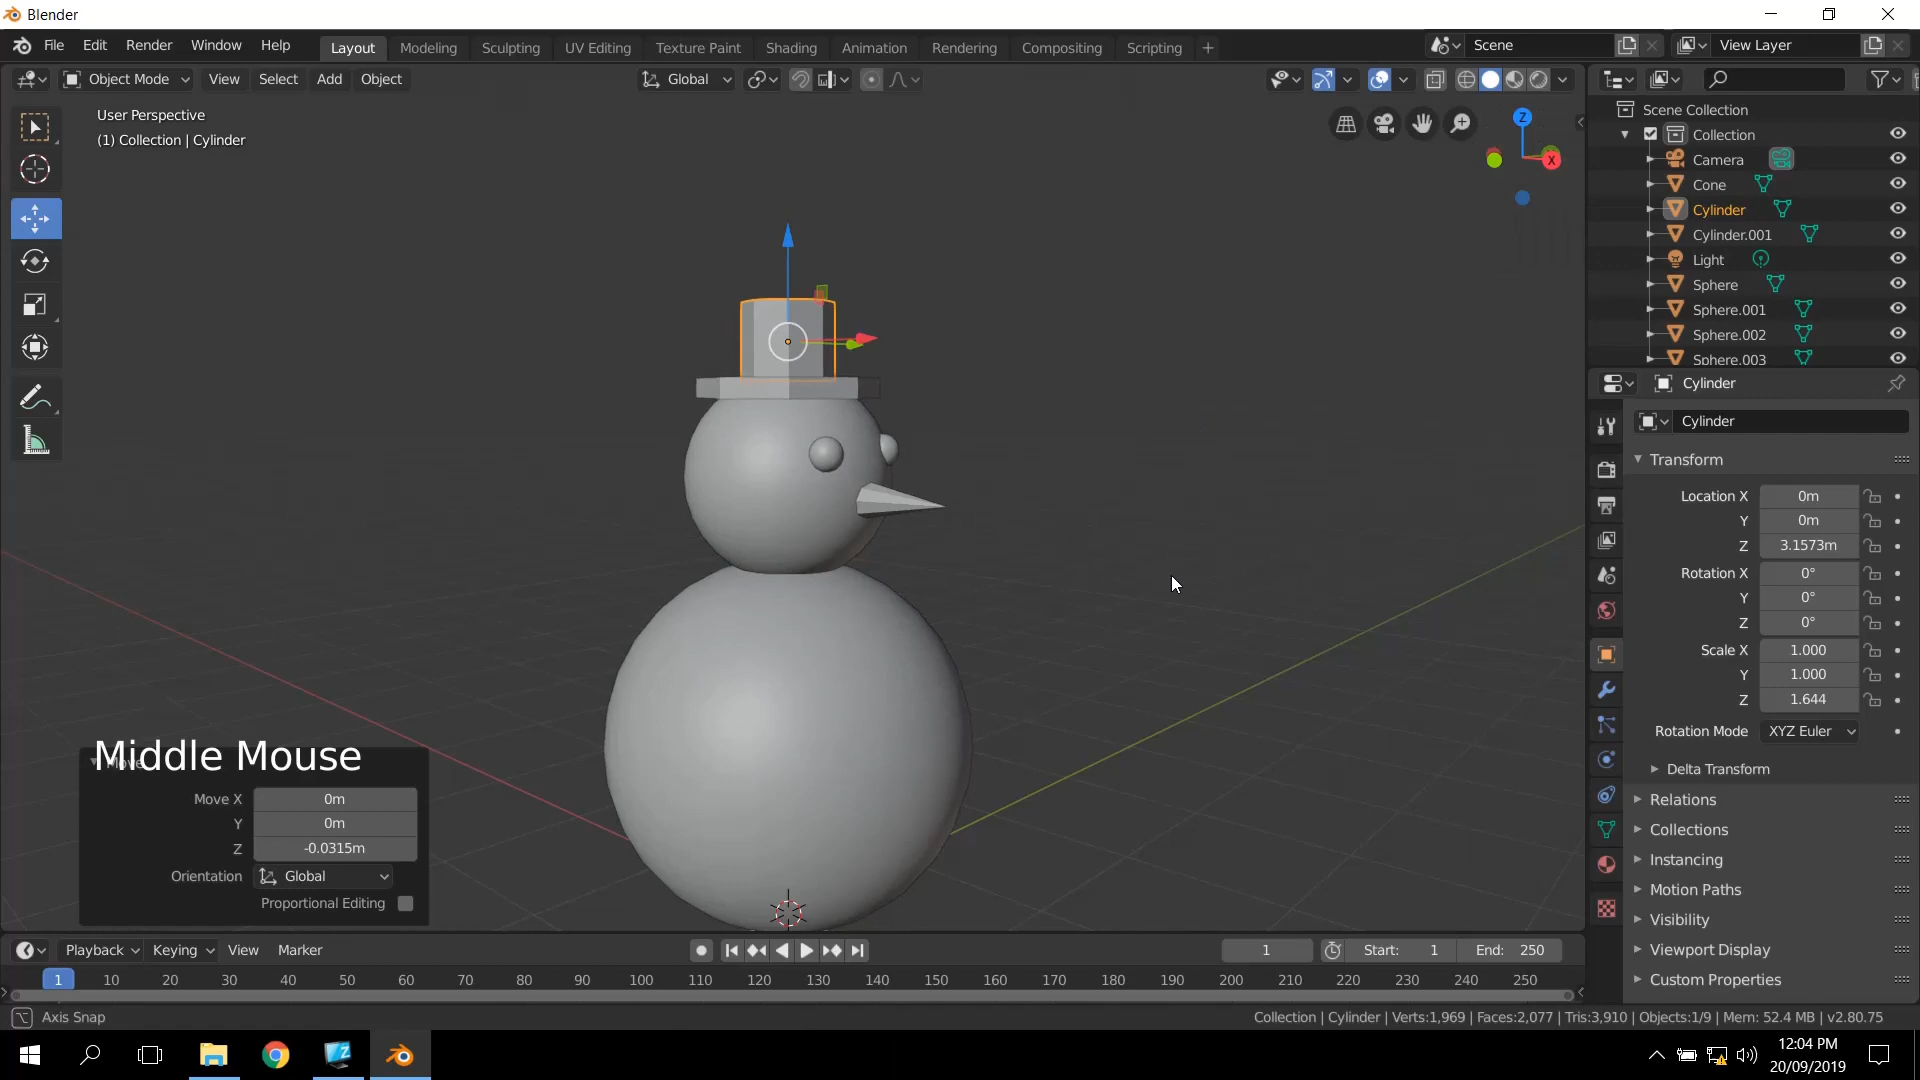 Blender
File Edit Render Window Help Layout Modeling Sculpting UV Editing Texture Paint Shading Animation Rendering Compositing Scripting + Scene View Layer
Object Mode View Select Add Object Global
User Perspective
(1) Collection | Cylinder
Z
X
Scene Collection
Collection
Camera
Cone
Cylinder
Cylinder.001
Light
Sphere
Sphere.001
Sphere.002
Sphere.003
Cylinder
Cylinder
Transform
Location X 0m
Y 0m
Z 3.1573m
Rotation X 0°
Y 0°
Z 0°
Scale X 1.000
Y 1.000
Z 1.644
Rotation Mode XYZ Euler
Delta Transform
Relations
Collections
Instancing
Motion Paths
Visibility
Viewport Display
Custom Properties
Middle Mouse
Move
Move X 0m
Y 0m
Z -0.0315m
Orientation Global
Proportional Editing
Playback Keying View Marker 1 Start: 1 End: 250
1 10 20 30 40 50 60 70 80 90 100 110 120 130 140 150 160 170 180 190 200 210 220 230 240 250
Axis Snap
Collection | Cylinder | Verts:1,969 | Faces:2,077 | Tris:3,910 | Objects:1/9 | Mem: 52.4 MB | v2.80.75
12:04 PM
20/09/2019